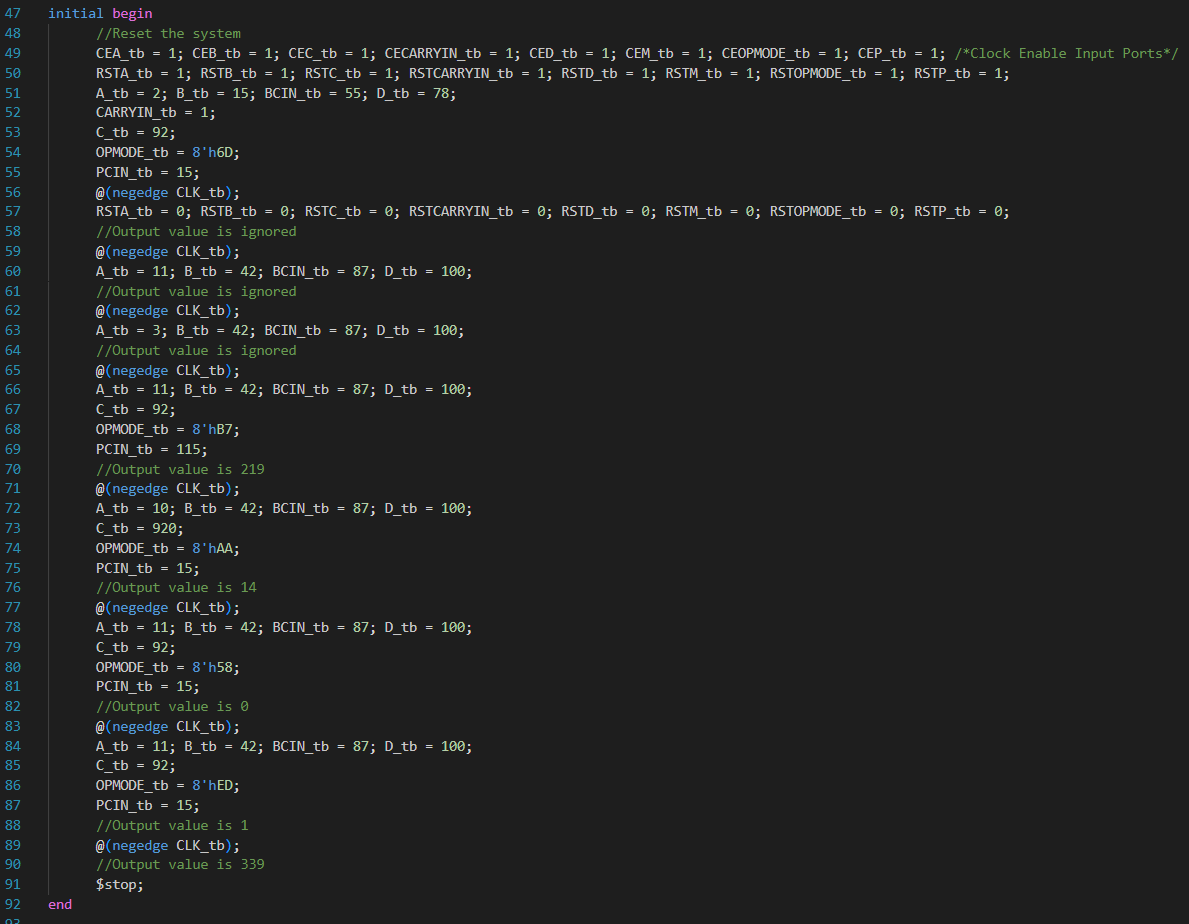 47 initial begin
48 //Reset the system
49 CEA_tb = 1; CEB_tb = 1; CEC_tb = 1; CECARRYIN_tb = 1; CED_tb = 1; CEM_tb = 1; CEOPMODE_tb = 1; CEP_tb = 1; /*Clock Enable Input Ports*/
50 RSTA_tb = 1; RSTB_tb = 1; RSTC_tb = 1; RSTCARRYIN_tb = 1; RSTD_tb = 1; RSTM_tb = 1; RSTOPMODE_tb = 1; RSTP_tb = 1;
51 A_tb = 2; B_tb = 15; BCIN_tb = 55; D_tb = 78;
52 CARRYIN_tb = 1;
53 C_tb = 92;
54 OPMODE_tb = 8'h6D;
55 PCIN_tb = 15;
56 @(negedge CLK_tb);
57 RSTA_tb = 0; RSTB_tb = 0; RSTC_tb = 0; RSTCARRYIN_tb = 0; RSTD_tb = 0; RSTM_tb = 0; RSTOPMODE_tb = 0; RSTP_tb = 0;
58 //Output value is ignored
59 @(negedge CLK_tb);
60 A_tb = 11; B_tb = 42; BCIN_tb = 87; D_tb = 100;
61 //Output value is ignored
62 @(negedge CLK_tb);
63 A_tb = 3; B_tb = 42; BCIN_tb = 87; D_tb = 100;
64 //Output value is ignored
65 @(negedge CLK_tb);
66 A_tb = 11; B_tb = 42; BCIN_tb = 87; D_tb = 100;
67 C_tb = 92;
68 OPMODE_tb = 8'hB7;
69 PCIN_tb = 115;
70 //Output value is 219
71 @(negedge CLK_tb);
72 A_tb = 10; B_tb = 42; BCIN_tb = 87; D_tb = 100;
73 C_tb = 920;
74 OPMODE_tb = 8'hAA;
75 PCIN_tb = 15;
76 //Output value is 14
77 @(negedge CLK_tb);
78 A_tb = 11; B_tb = 42; BCIN_tb = 87; D_tb = 100;
79 C_tb = 92;
80 OPMODE_tb = 8'h58;
81 PCIN_tb = 15;
82 //Output value is 0
83 @(negedge CLK_tb);
84 A_tb = 11; B_tb = 42; BCIN_tb = 87; D_tb = 100;
85 C_tb = 92;
86 OPMODE_tb = 8'hED;
87 PCIN_tb = 15;
88 //Output value is 1
89 @(negedge CLK_tb);
90 //Output value is 339
91 $stop;
92 end
93